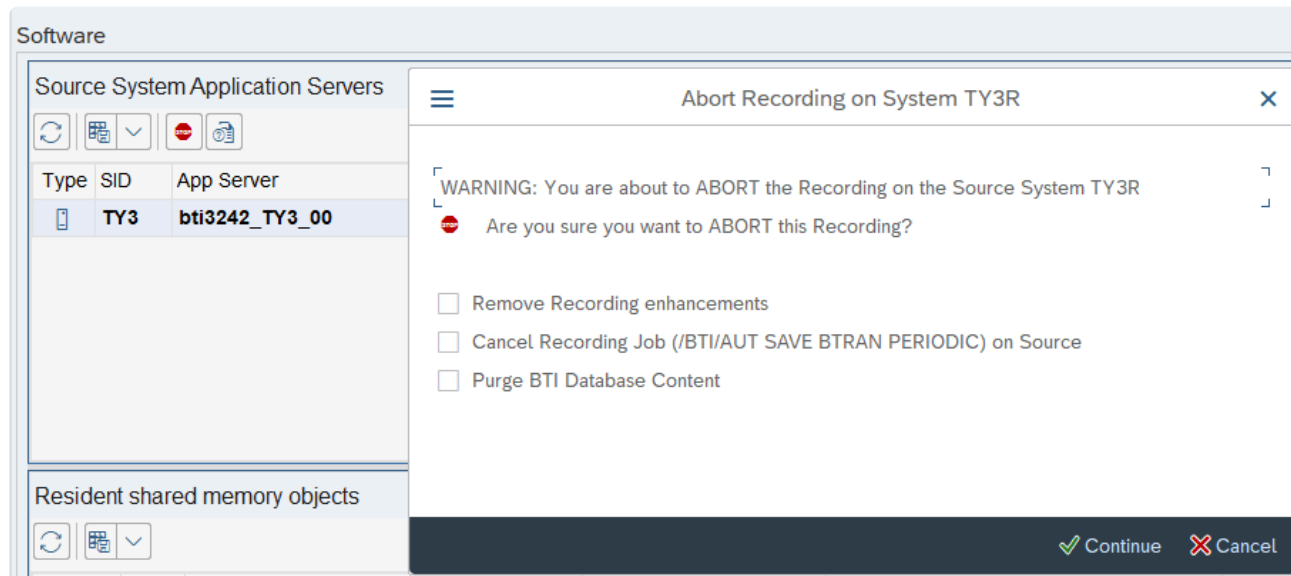 Software
Source System Application Servers
Type SID App Server
TY3 bti3242_TY3_00
Resident shared memory objects
Abort Recording on System TY3R
WARNING: You are about to ABORT the Recording on the Source System TY3R
STOP Are you sure you want to ABORT this Recording?
Remove Recording enhancements
Cancel Recording Job (/BTI/AUT SAVE BTRAN PERIODIC) on Source
Purge BTI Database Content
Continue Cancel